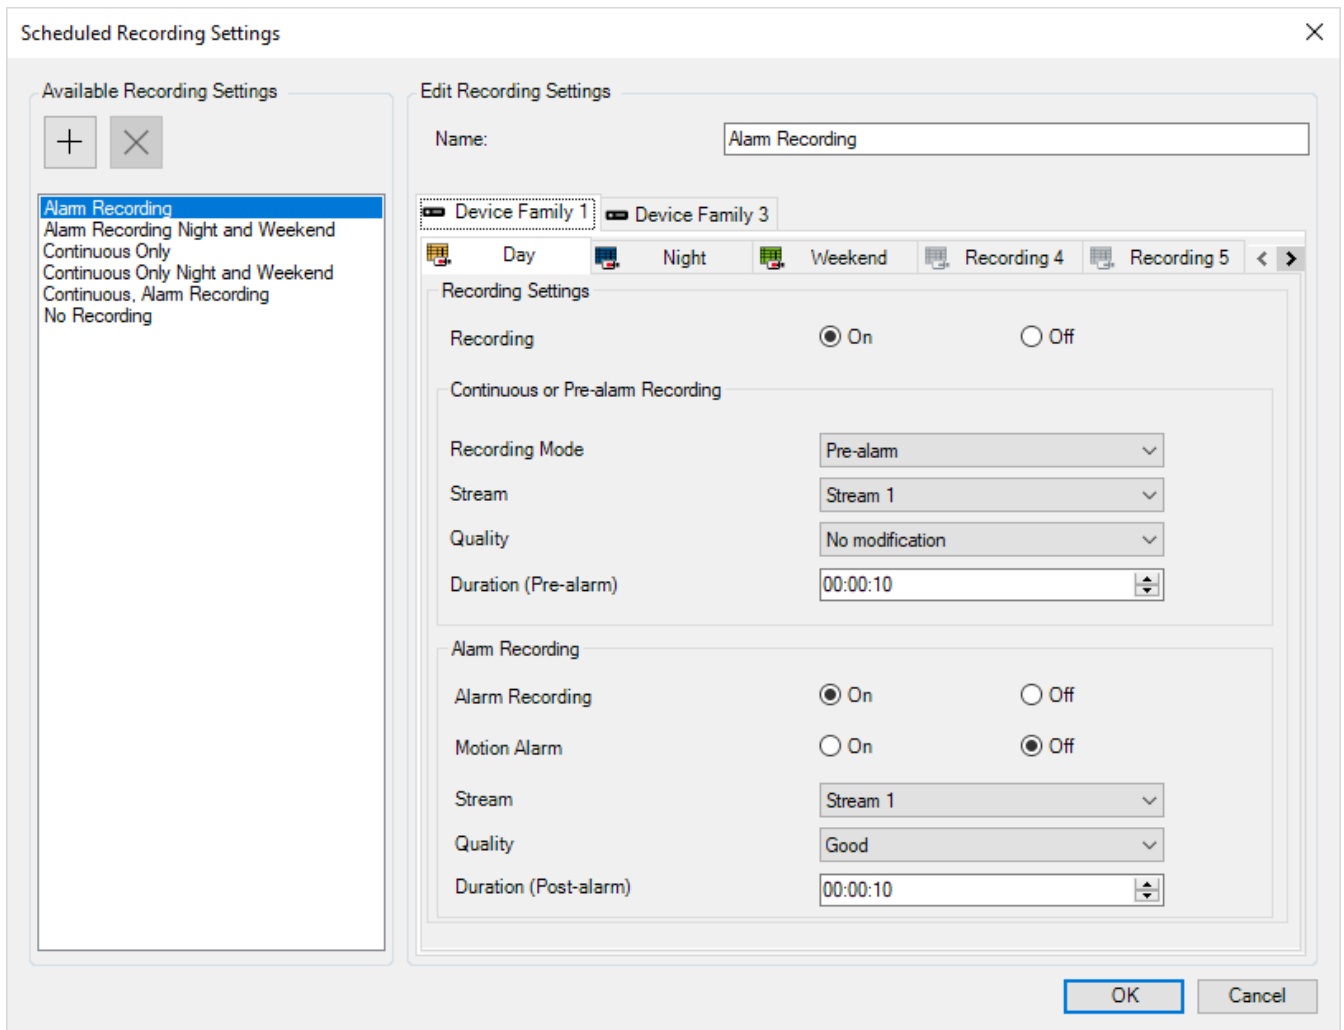 Scheduled Recording Settings
Available Recording Settings
Alarm Recording
Alarm Recording Night and Weekend
Continuous Only
Continuous Only Night and Weekend
Continuous, Alarm Recording
No Recording
Edit Recording Settings
Name: Alarm Recording
Device Family 1 Device Family 3
Day Night Weekend Recording 4 Recording 5
Recording Settings
Recording On Off
Continuous or Pre-alarm Recording
Recording Mode Pre-alarm
Stream Stream 1
Quality No modification
Duration (Pre-alarm) 00:00:10
Alarm Recording
Alarm Recording On Off
Motion Alarm On Off
Stream Stream 1
Quality Good
Duration (Post-alarm) 00:00:10
OK Cancel